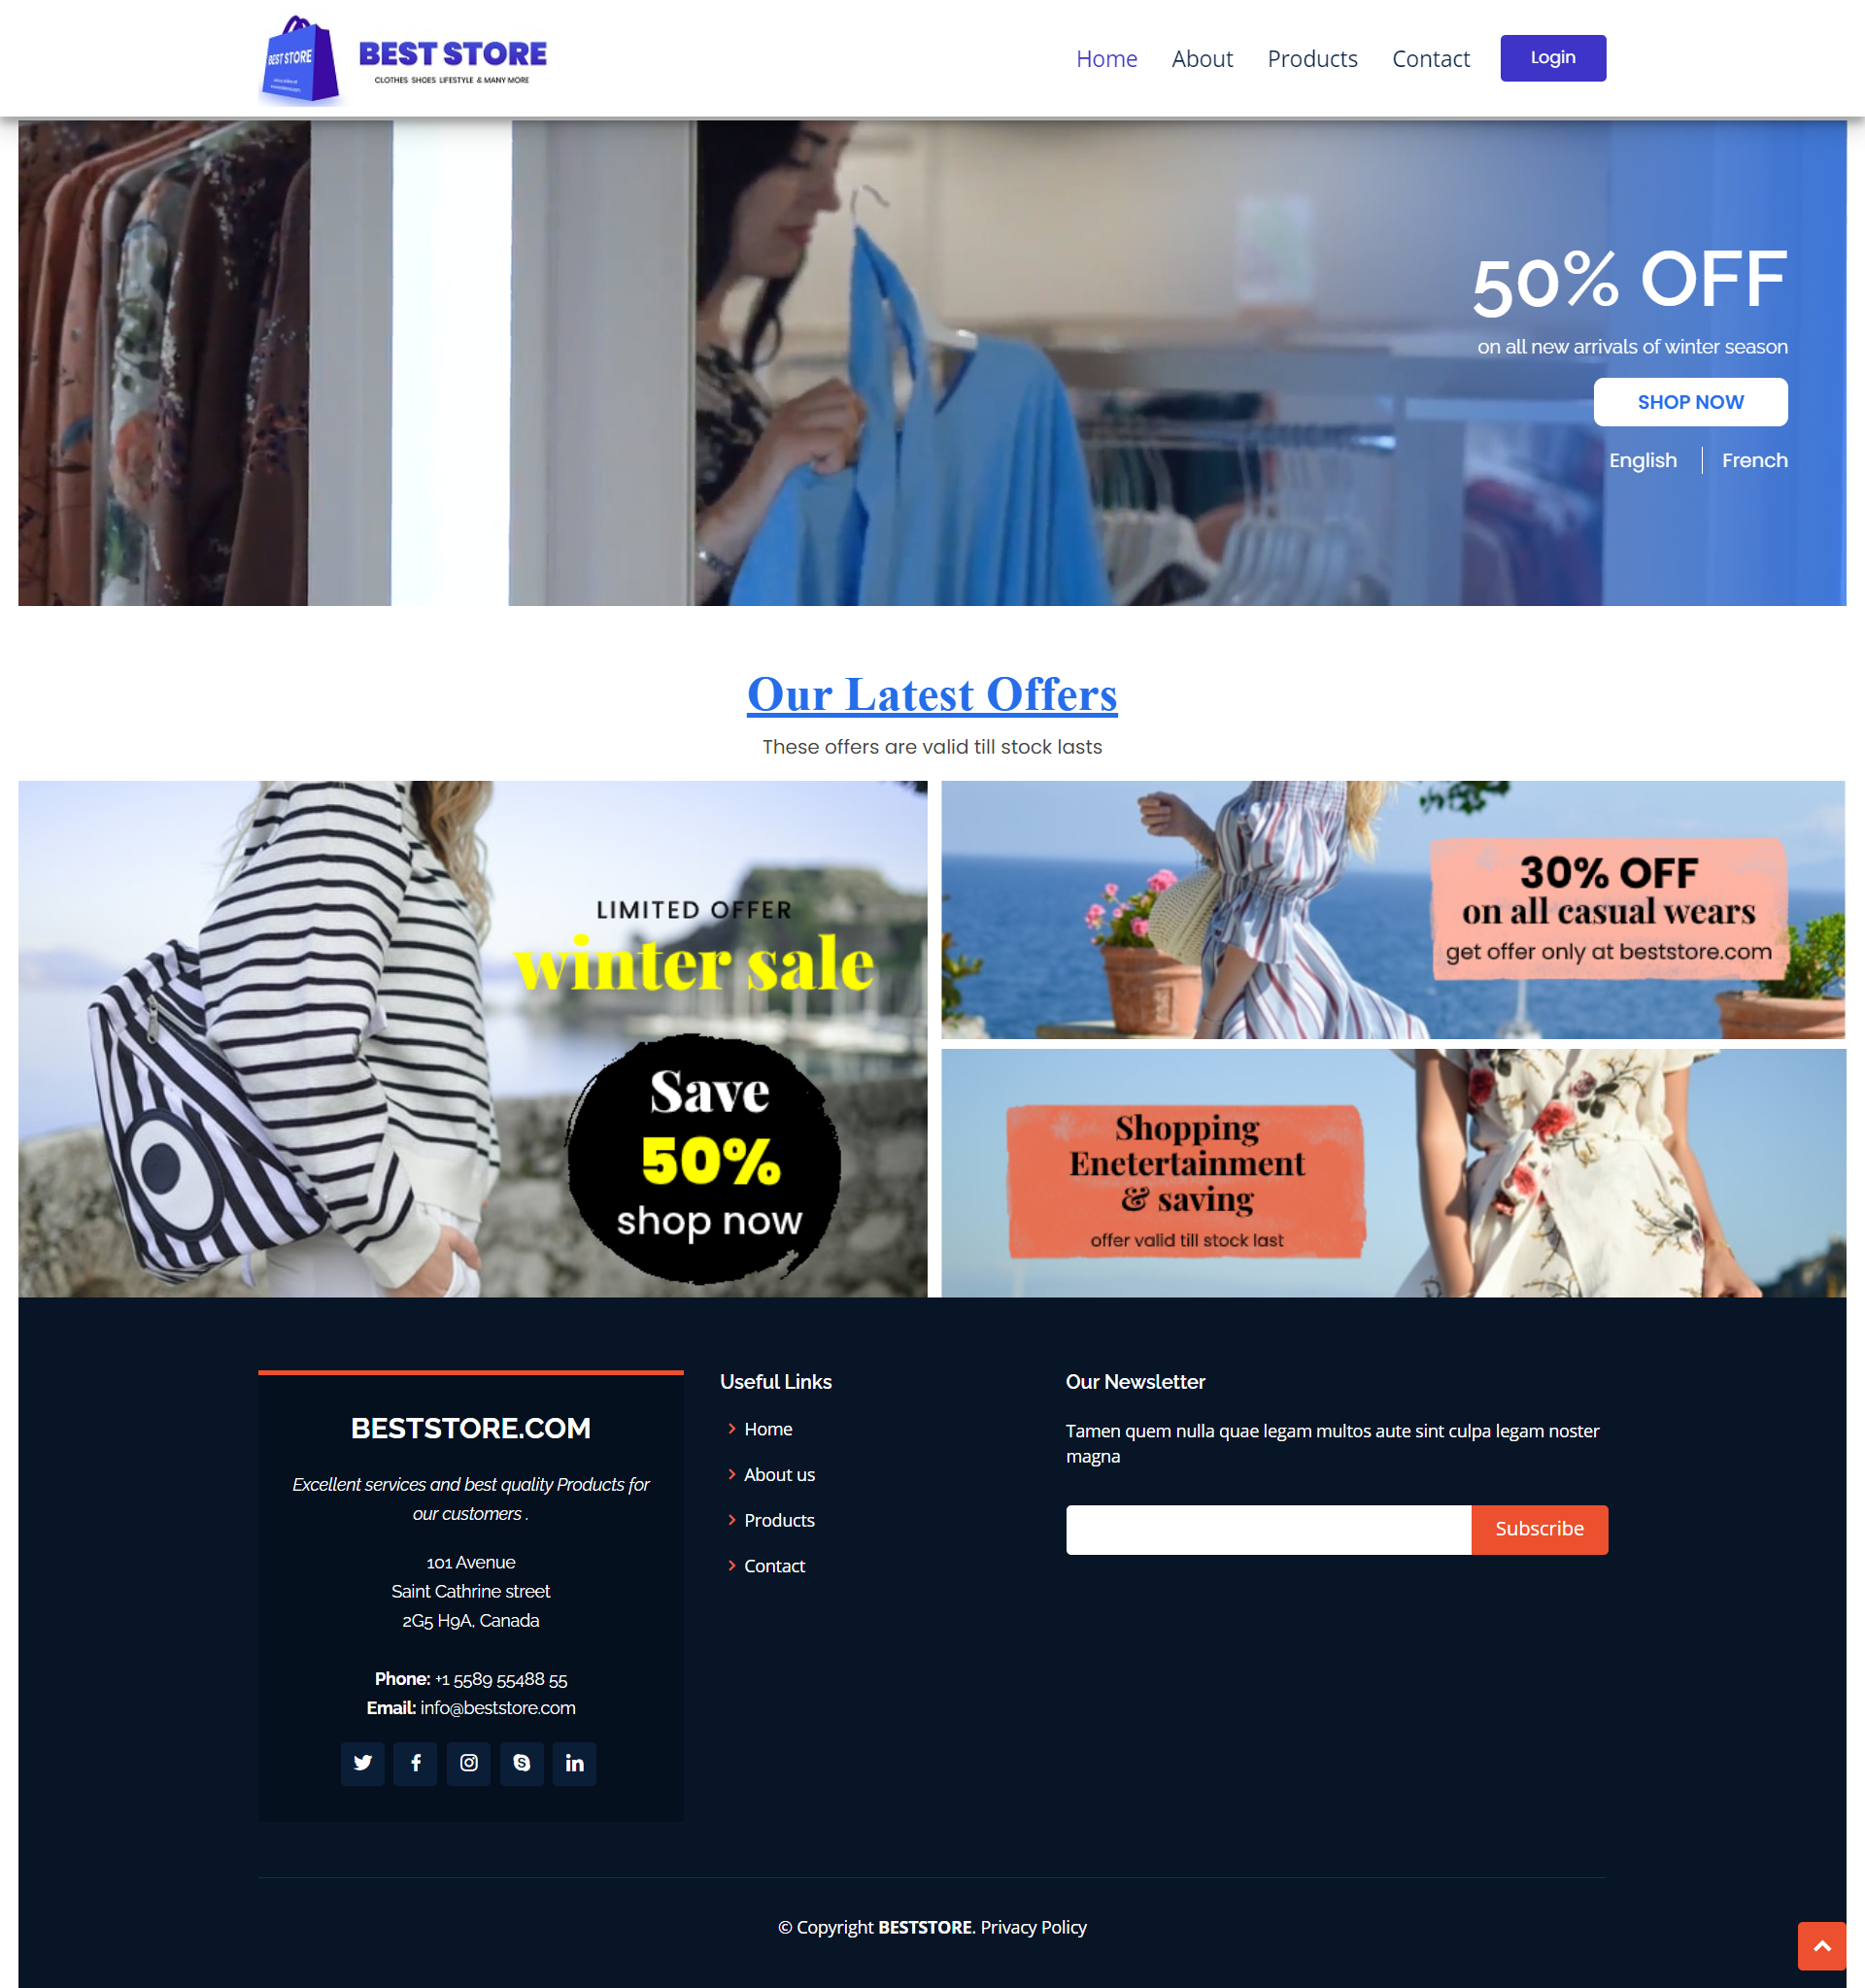 BEST STORE
BEST STORE
CLOTHES SHOES LIFESTYLE & MANY MORE
Home About Products Contact Login
50% OFF
on all new arrivals of winter season
SHOP NOW
English French
Our Latest Offers
These offers are valid till stock lasts
LIMITED OFFER
winter sale
Save
50%
shop now
30% OFF
on all casual wears
get offer only at beststore.com
Shopping
Enetertainment
& saving
offer valid till stock last
BESTSTORE.COM
Excellent services and best quality Products for
our customers .
101 Avenue
Saint Cathrine street
2G5 H9A, Canada
Phone: +1 5589 55488 55
Email: info@beststore.com
Useful Links
Home
About us
Products
Contact
Our Newsletter
Tamen quem nulla quae legam multos aute sint culpa legam noster
magna
Subscribe
© Copyright BESTSTORE. Privacy Policy